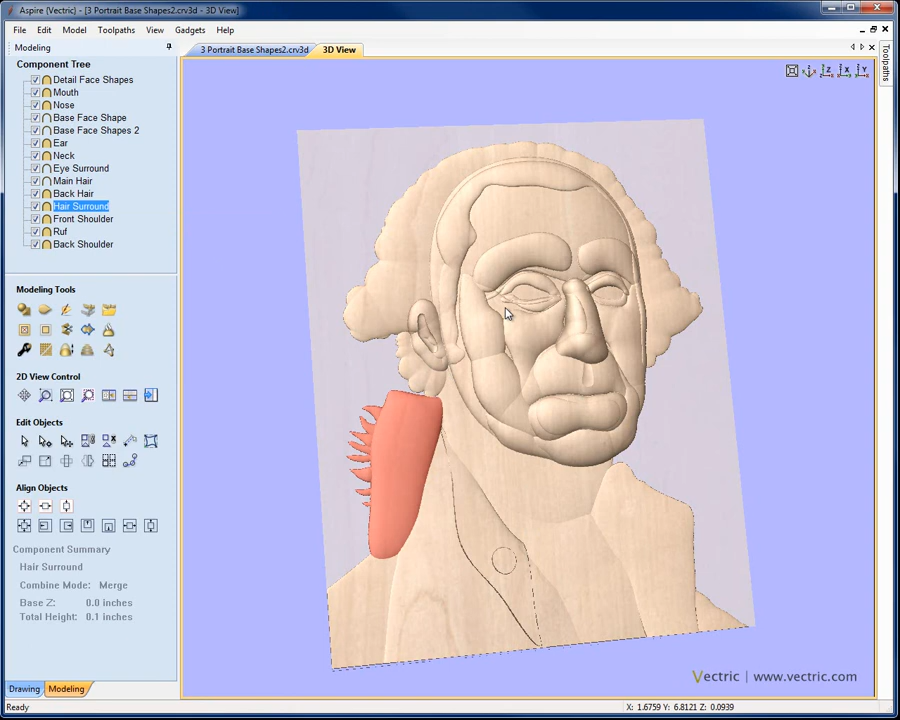 Aspire (Vectric) - [3 Portrait Base Shapes2.crv3d - 3D View]
File Edit Model Toolpaths View Gadgets Help
Modeling
3 Portrait Base Shapes2.crv3d 3D View
Toolpaths
Component Tree
Detail Face Shapes
Mouth
Nose
Base Face Shape
Base Face Shapes 2
Ear
Neck
Eye Surround
Main Hair
Back Hair
Hair Surround
Front Shoulder
Ruf
Back Shoulder
Modeling Tools
2D View Control
Edit Objects
Align Objects
Component Summary
Hair Surround
Combine Mode: Merge
Base Z: 0.0 inches
Total Height: 0.1 inches
Vectric | www.vectric.com
Drawing Modeling
Ready
X: 1.6759 Y: 6.8121 Z: 0.0939